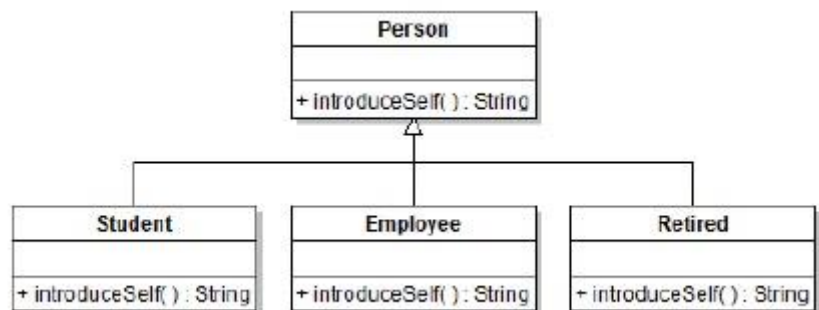 Person
+ introduceSelf( ) : String
Student
Employee
Retired
+ introduceSelf( ) : String
+ introduceSelf( ) : String
+ introduceSelf( ) : String